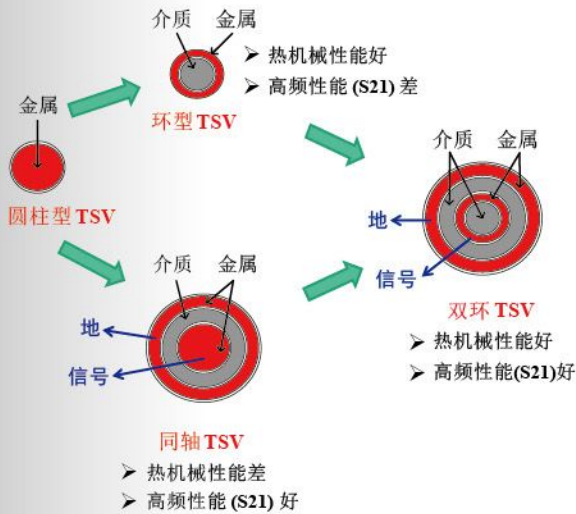 介质 金属
➢ 热机械性能好
➢ 高频性能 (S21) 差
环型 TSV
金属
圆柱型 TSV
介质 金属
地
信号
双环 TSV
➢ 热机械性能好
➢ 高频性能(S21)好
介质 金属
地
信号
同轴 TSV
➢ 热机械性能差
➢ 高频性能 (S21) 好